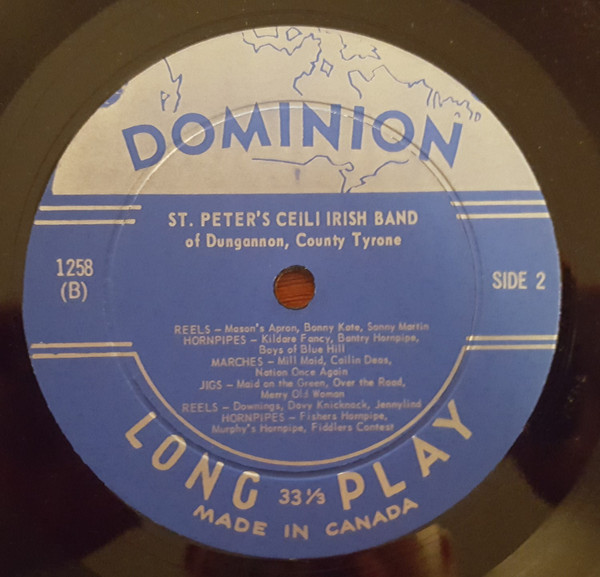 DOMINION
ST. PETER'S CEILI IRISH BAND
of Dungannon, County Tyrone
1258
(B)
SIDE 2
REELS – Mason's Apron, Bonny Kate, Sonny Martin
HORNPIPES – Kildare Fancy, Bantry Hornpipe,
Boys of Blue Hill
MARCHES – Mill Maid, Cailin Deas,
Nation Once Again
JIGS – Maid on the Green, Over the Road,
Merry Old Woman
REELS – Downings, Davy Knicknack, Jennylind
HORNPIPES – Fishers Hornpipe,
Murphy's Hornpipe, Fiddlers Contest
LONG 33⅓ PLAY
MADE IN CANADA